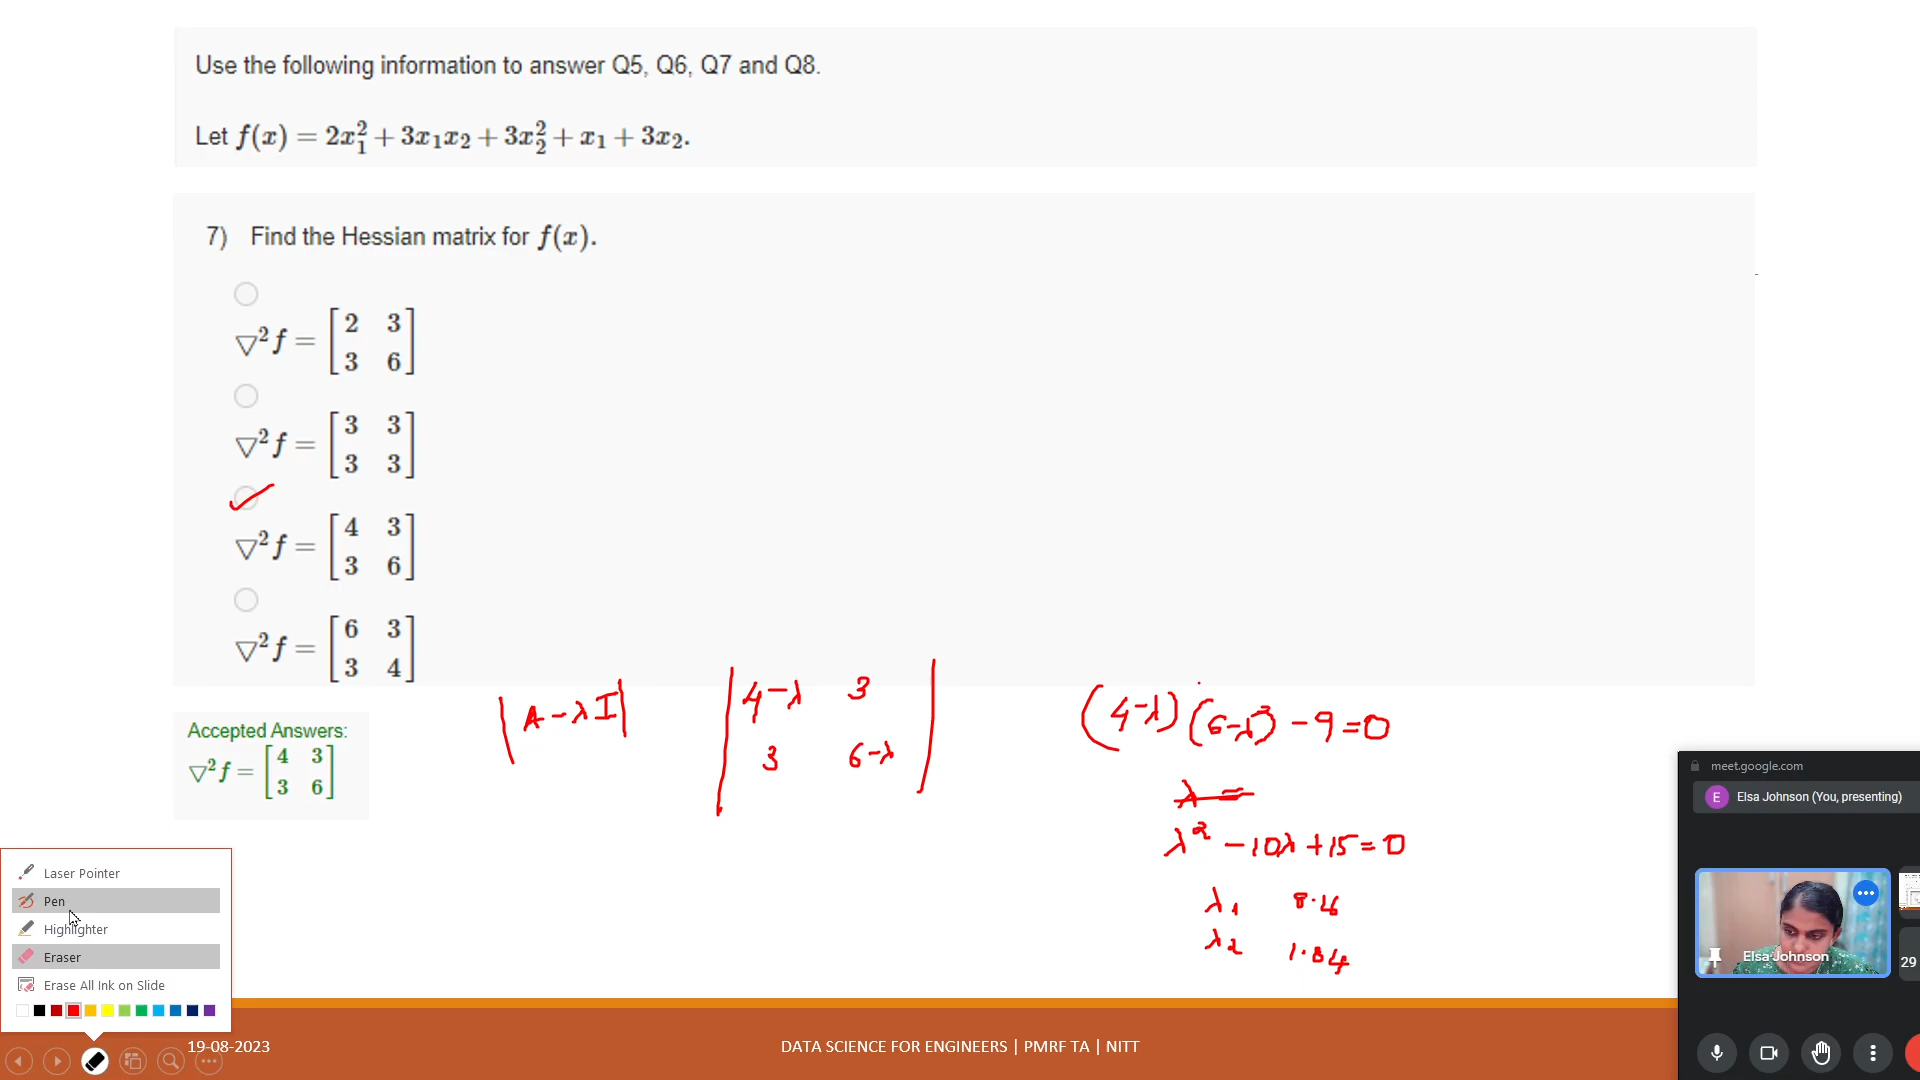 Use the following information to answer Q5, Q6, Q7 and Q8.
Let f(x) = 2x₁² + 3x₁x₂ + 3x₂² + x₁ + 3x₂.
7) Find the Hessian matrix for f(x).
▽²f = [2 3
3 6]
▽²f = [3 3
3 3]
▽²f = [4 3
3 6]
▽²f = [6 3
3 4]
|A-λI|
|4-λ 3
3 6-λ|
(4-λ)(6-λ) -9=0
λ =
λ² -10λ+15=0
λ₁ 8.16
λ₂ 1.84
Accepted Answers:
▽²f = [4 3
3 6]
Laser Pointer
Pen
Highlighter
Eraser
Erase All Ink on Slide
19-08-2023
DATA SCIENCE FOR ENGINEERS | PMRF TA | NITT
meet.google.com
E Elsa Johnson (You, presenting)
Elsa Johnson
29